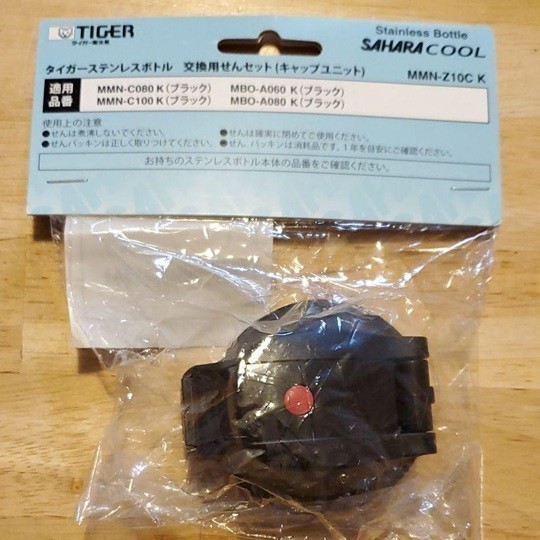 TIGER
タイガー魔法瓶
Stainless Bottle
SAHARA COOL
タイガーステンレスボトル 交換用せんセット(キャップユニット)
MMN-Z10C K
適用品番
MMN-C080 K(ブラック) MBO-A060 K(ブラック)
MMN-C100 K(ブラック) MBO-A080 K(ブラック)
使用上の注意
●せんは煮沸しないでください。 ●せんは確実に閉めてご使用ください。
●せんパッキンは正しく取りつけてください。 ●せん、パッキンは消耗品です。1年を目安にご確認ください。
お持ちのステンレスボトル本体の品番をご確認ください。